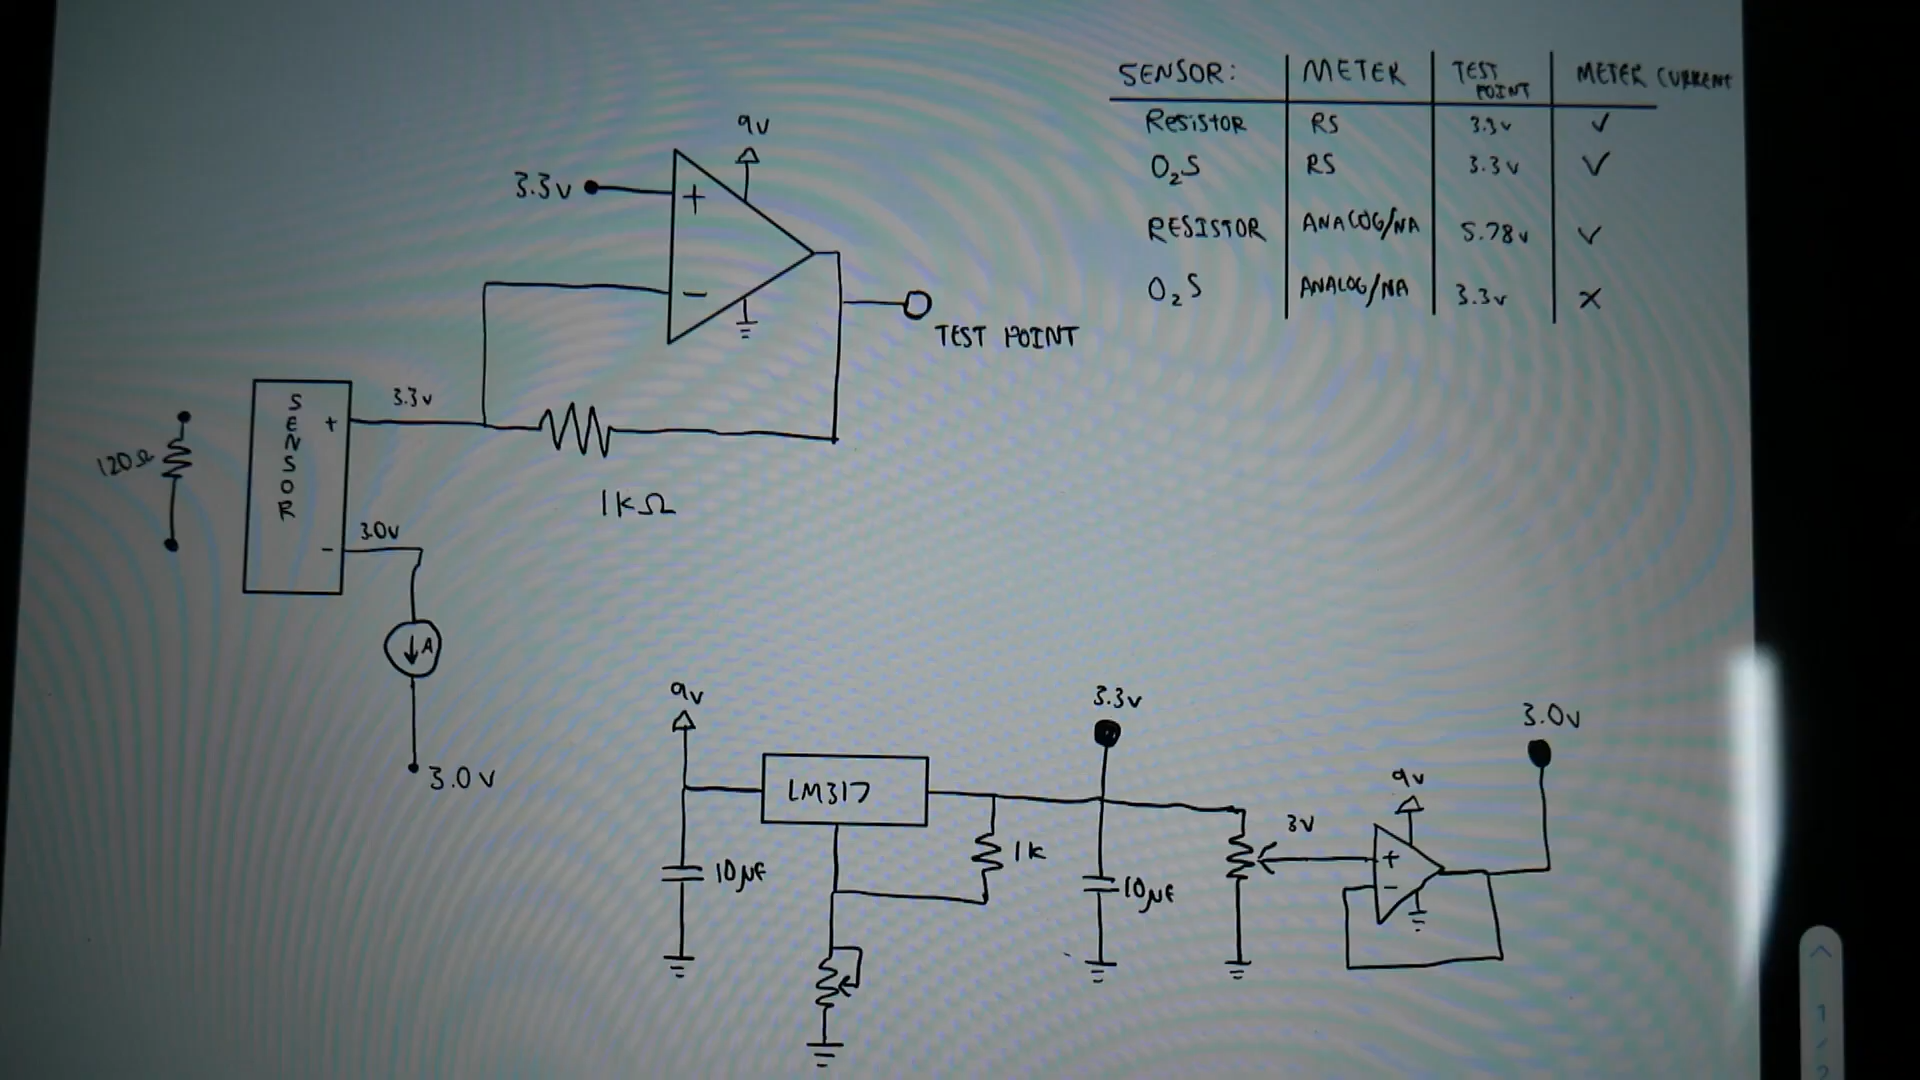 SENSOR: METER TEST POINT METER CURRENT
Resistor RS 3.3v ✓
O₂S RS 3.3v ✓
RESISTOR ANALOG/NA 5.78v ✓
O₂S ANALOG/NA 3.3v ×
9v
3.3v
+
-
TEST POINT
3.3v
SENSOR
+
-
120Ω
1kΩ
3.0v
A
3.0v
9v
LM317
10µF
1k
3.3v
10µF
3v
9v
+
-
3.0v